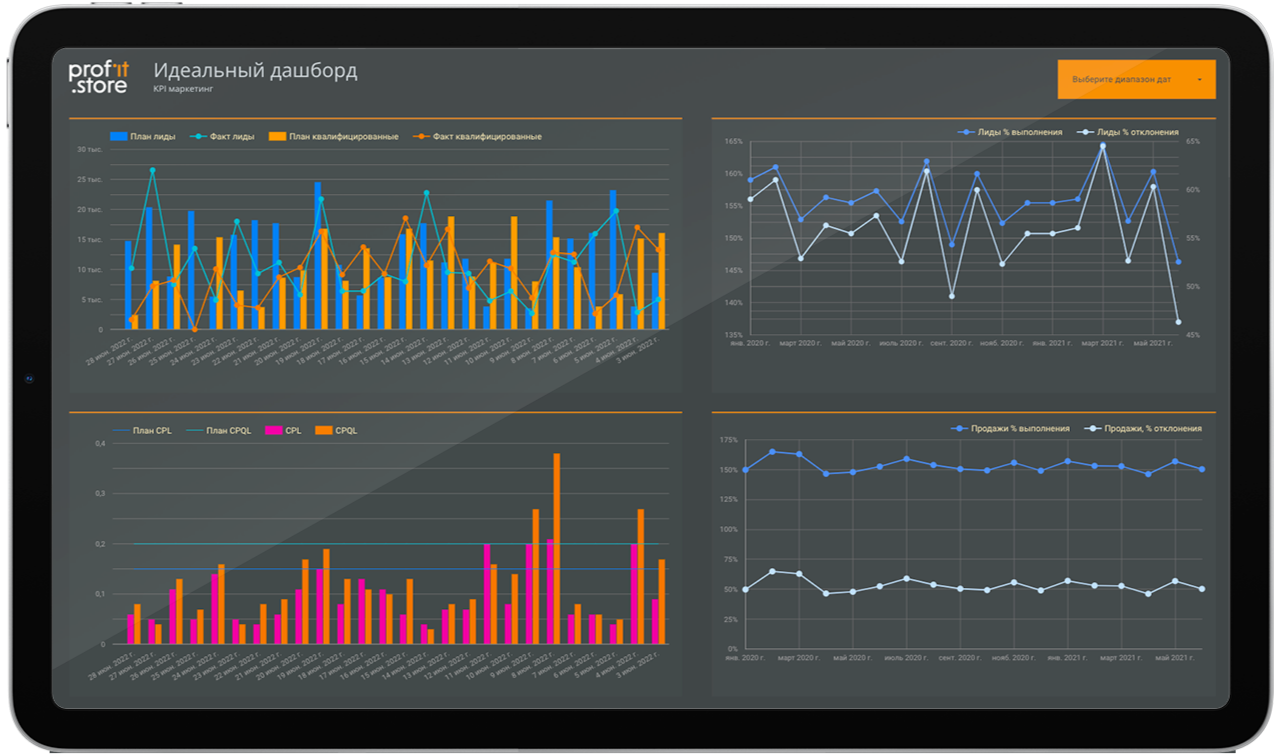 profit
.store
Идеальный дашборд
KPI маркетинг
Выберите диапазон дат
План лиды Факт лиды План квалифицированные Факт квалифицированные
30 тыс.
25 тыс.
20 тыс.
15 тыс.
10 тыс.
5 тыс.
0
28 июн. 2022 г.
27 июн. 2022 г.
26 июн. 2022 г.
25 июн. 2022 г.
24 июн. 2022 г.
23 июн. 2022 г.
22 июн. 2022 г.
21 июн. 2022 г.
20 июн. 2022 г.
19 июн. 2022 г.
18 июн. 2022 г.
17 июн. 2022 г.
16 июн. 2022 г.
15 июн. 2022 г.
14 июн. 2022 г.
13 июн. 2022 г.
12 июн. 2022 г.
11 июн. 2022 г.
10 июн. 2022 г.
9 июн. 2022 г.
8 июн. 2022 г.
7 июн. 2022 г.
6 июн. 2022 г.
5 июн. 2022 г.
4 июн. 2022 г.
3 июн. 2022 г.
Лиды % выполнения Лиды % отклонения
165% 65%
160% 60%
155%
150% 55%
145% 50%
140%
135% 45%
янв. 2020 г. март 2020 г. май 2020 г. июль 2020 г. сент. 2020 г. нояб. 2020 г. янв. 2021 г. март 2021 г. май 2021 г.
План CPL План CPQL CPL CPQL
0,4
0,3
0,2
0,1
0
28 июн. 2022 г.
27 июн. 2022 г.
26 июн. 2022 г.
25 июн. 2022 г.
24 июн. 2022 г.
23 июн. 2022 г.
22 июн. 2022 г.
21 июн. 2022 г.
20 июн. 2022 г.
19 июн. 2022 г.
18 июн. 2022 г.
17 июн. 2022 г.
16 июн. 2022 г.
15 июн. 2022 г.
14 июн. 2022 г.
13 июн. 2022 г.
12 июн. 2022 г.
11 июн. 2022 г.
10 июн. 2022 г.
9 июн. 2022 г.
8 июн. 2022 г.
7 июн. 2022 г.
6 июн. 2022 г.
5 июн. 2022 г.
4 июн. 2022 г.
3 июн. 2022 г.
Продажи % выполнения Продажи, % отклонения
175%
150%
125%
100%
75%
50%
25%
0%
янв. 2020 г. март 2020 г. май 2020 г. июль 2020 г. сент. 2020 г. нояб. 2020 г. янв. 2021 г. март 2021 г. май 2021 г.